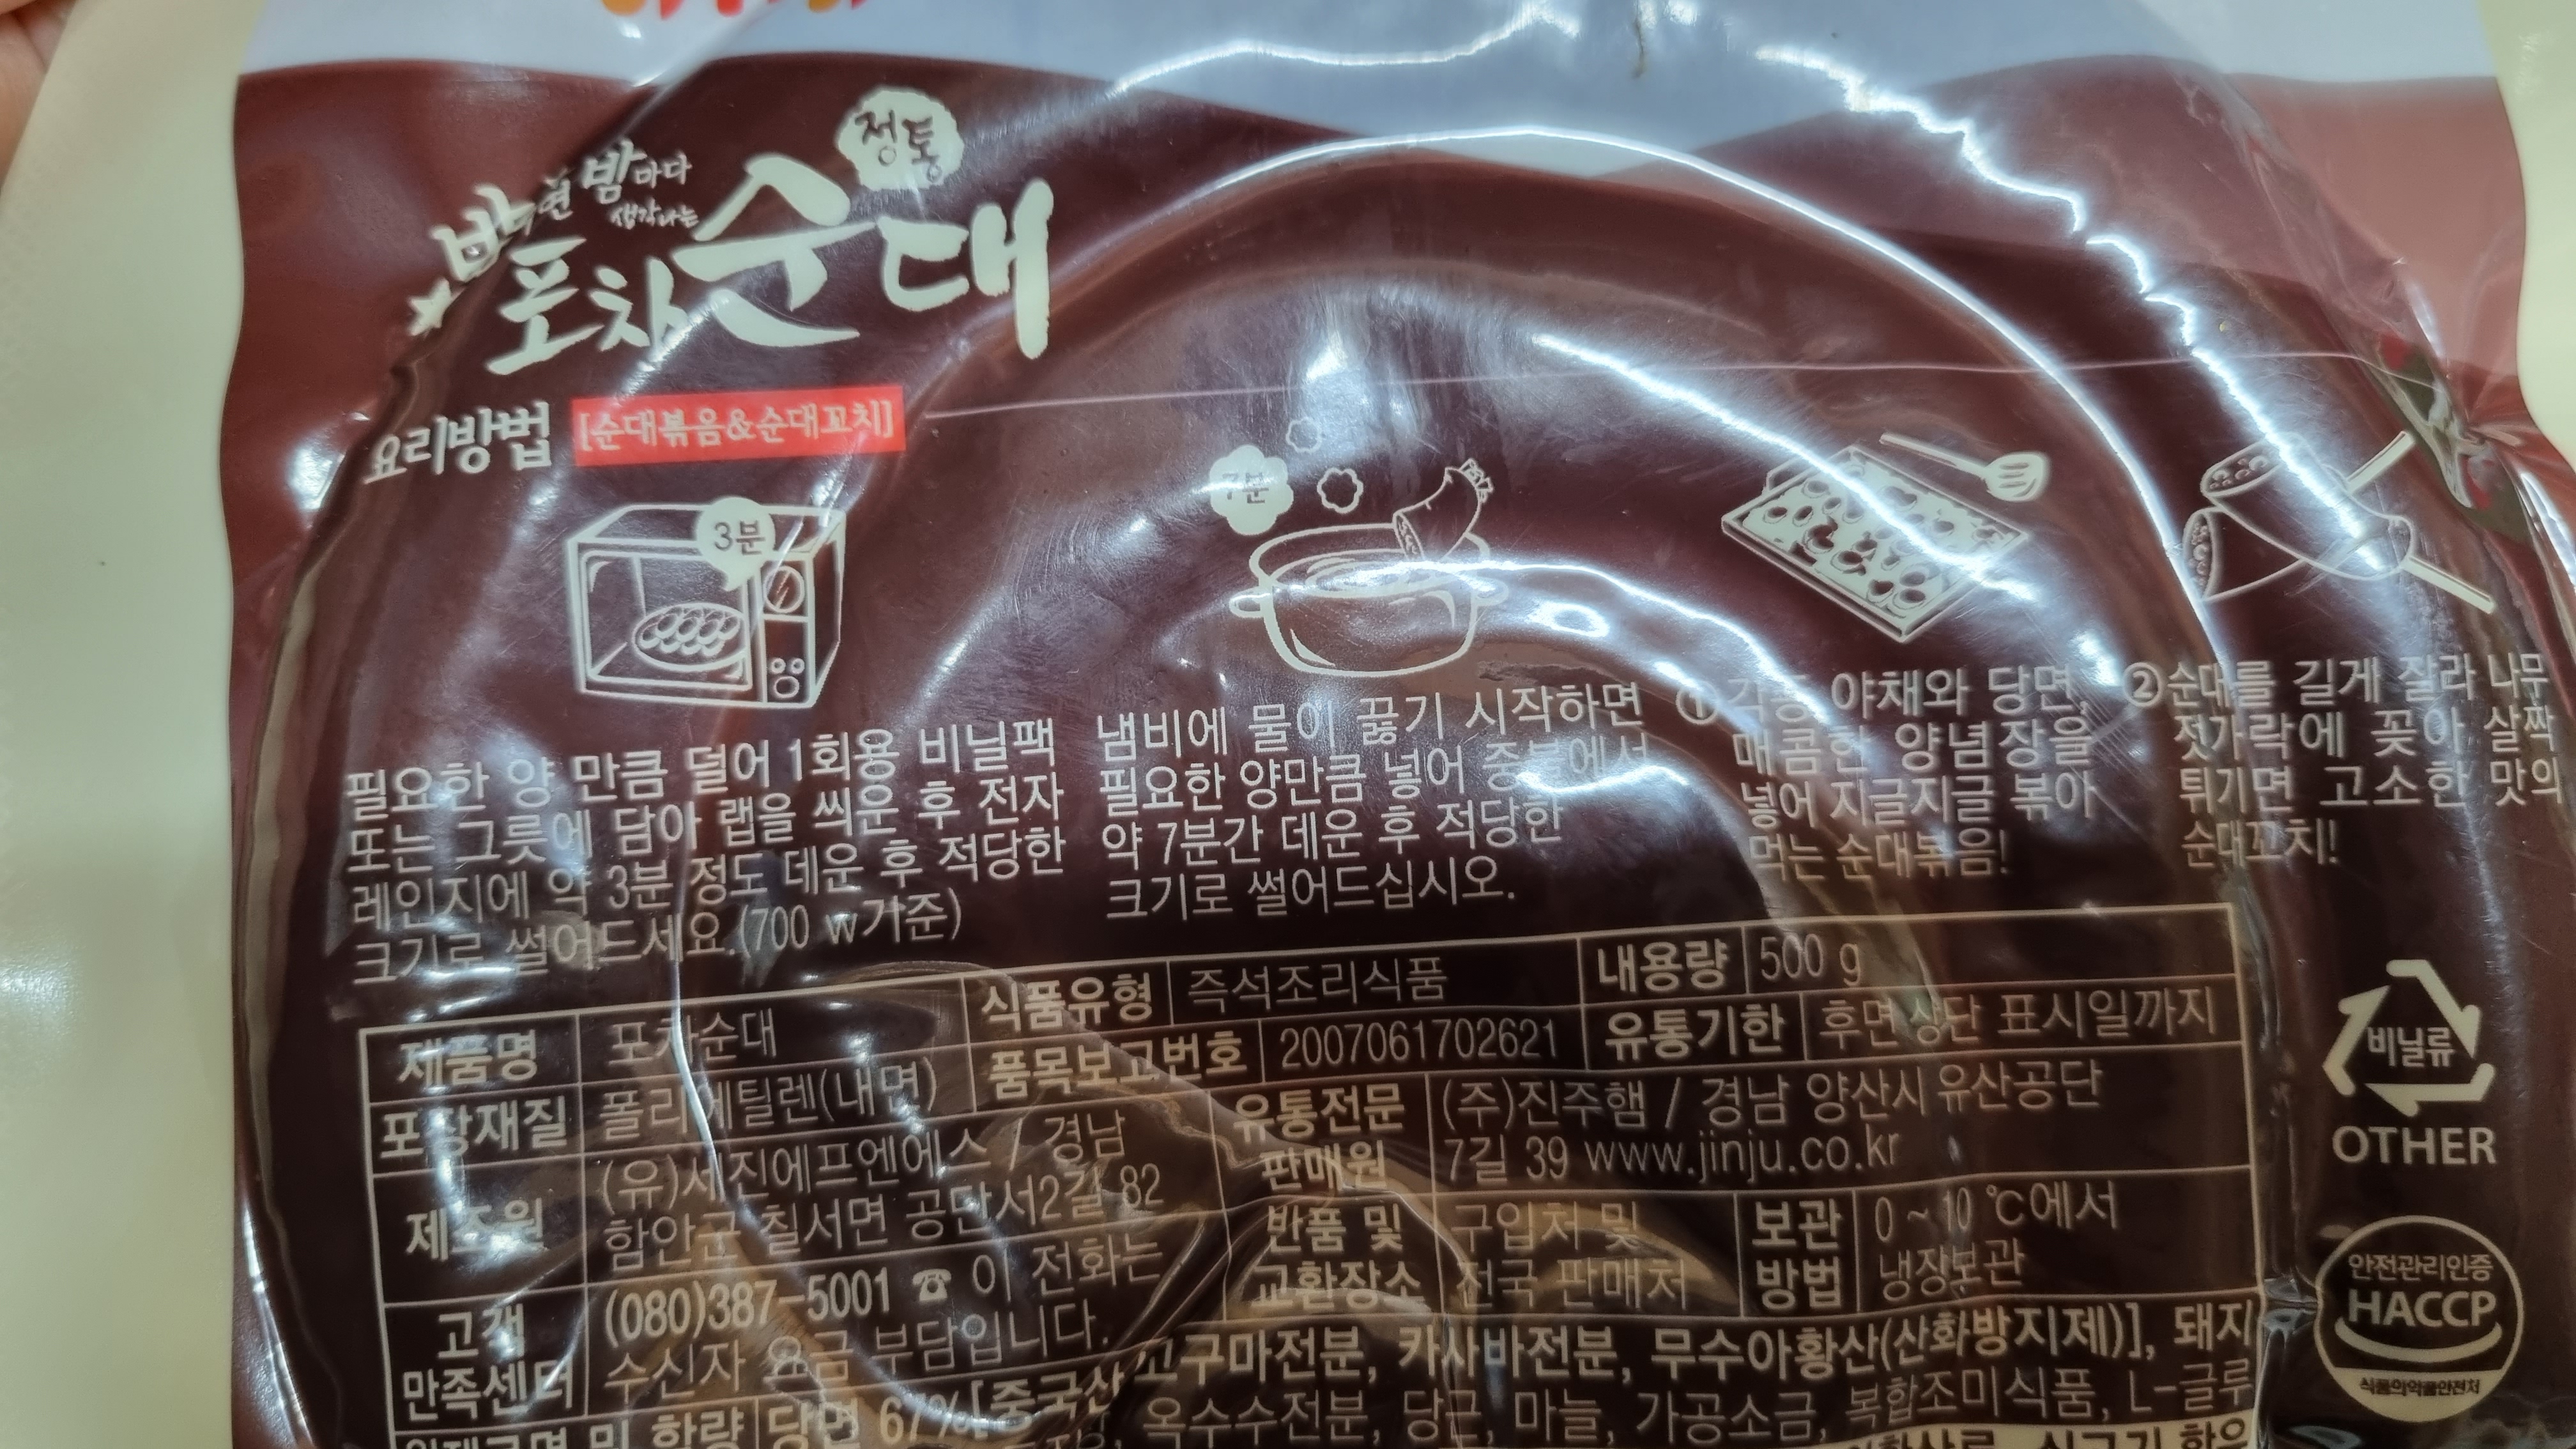 정통
밤마다
생각나는
포차순대
요리방법 [순대볶음&순대꼬치]
3분
7분
필요한 양 만큼 덜어 1회용 비닐팩
또는 그릇에 담아 랩을 씌운 후 전자
레인지에 약 3분 정도 데운 후 적당한
크기로 썰어드세요.(700 w기준)
냄비에 물이 끓기 시작하면
필요한 양만큼 넣어 중불에서
약 7분간 데운 후 적당한
크기로 썰어드십시오.
① 각종 야채와 당면,
매콤한 양념장을
넣어 지글지글 볶아
먹는 순대볶음!
②순대를 길게 잘라 나무
젓가락에 꽂아 살짝
튀기면 고소한 맛의
순대꼬치!
제품명 포차순대 식품유형 즉석조리식품 내용량 500 g
포장재질 폴리에틸렌(내면) 품목보고번호 2007061702621 유통기한 후면 상단 표시일까지
제조원 (유)세진에프엔에스 / 경남
함안군 칠서면 공단서2길 82
유통전문
판매원
(주)진주햄 / 경남 양산시 유산공단
7길 39 www.jinju.co.kr
고객
만족센터
(080)387-5001 ☎ 이 전화는
수신자 요금 부담입니다.
반품 및
교환장소
구입처 및
전국 판매처
보관
방법
0 ~ 10 ℃에서
냉장보관
및 함량 당면 67%[중국산 고구마전분, 카사바전분, 무수아황산(산화방지제)], 돼지
옥수수전분, 당근, 마늘, 가공소금, 복합조미식품, L-글루
비닐류
OTHER
안전관리인증
HACCP
식품의약품안전처